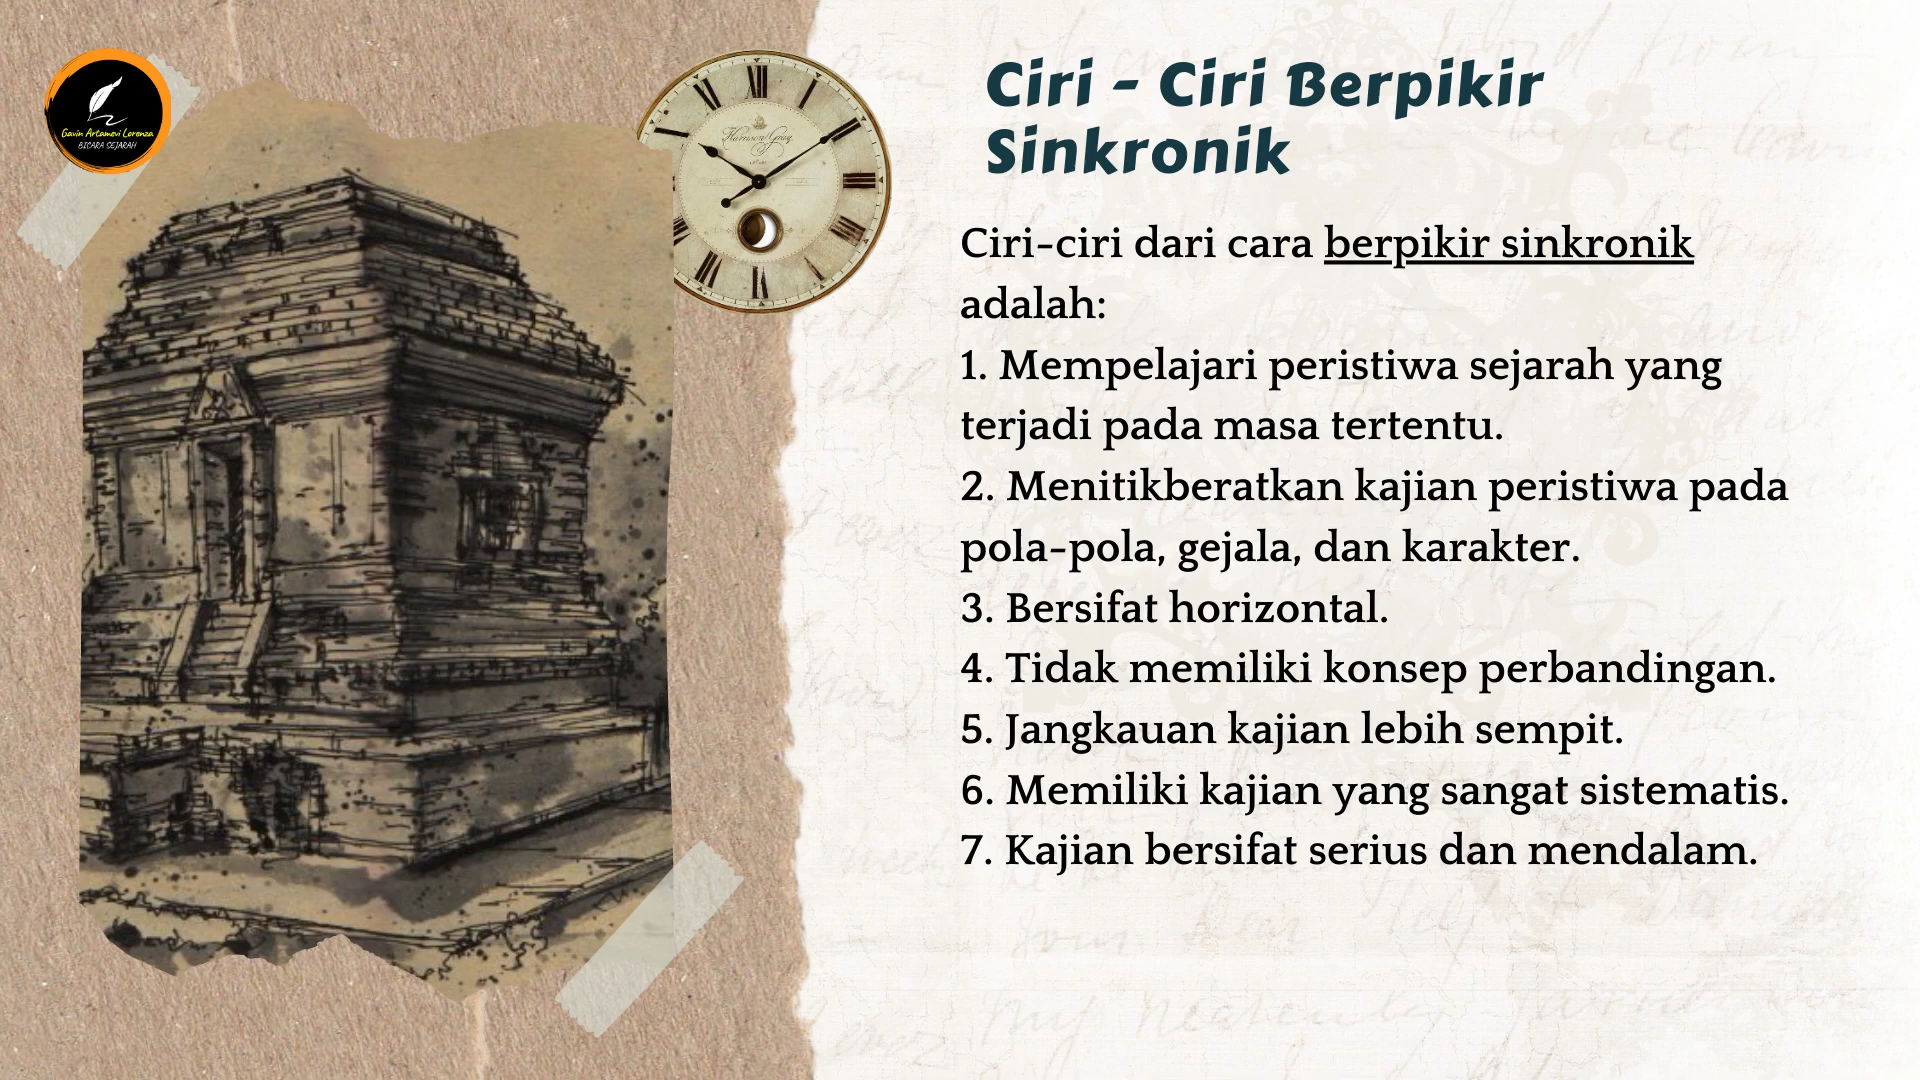 Gavin Artamevi Lorenza
BICARA SEJARAH
Ciri - Ciri Berpikir
Sinkronik
Ciri-ciri dari cara berpikir sinkronik
adalah:
1. Mempelajari peristiwa sejarah yang
terjadi pada masa tertentu.
2. Menitikberatkan kajian peristiwa pada
pola-pola, gejala, dan karakter.
3. Bersifat horizontal.
4. Tidak memiliki konsep perbandingan.
5. Jangkauan kajian lebih sempit.
6. Memiliki kajian yang sangat sistematis.
7. Kajian bersifat serius dan mendalam.